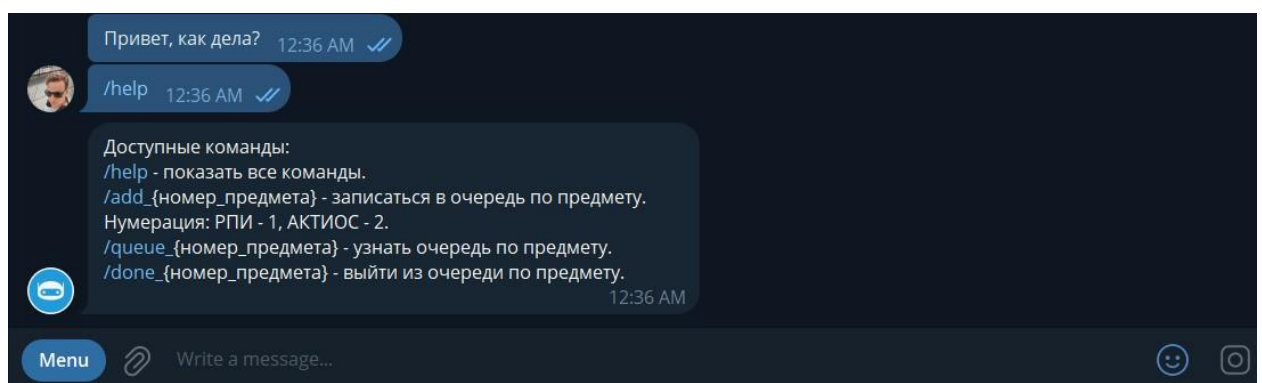 Привет, как дела? 12:36 AM
/help 12:36 AM
Доступные команды:
/help - показать все команды.
/add_{номер_предмета} - записаться в очередь по предмету.
Нумерация: РПИ - 1, АКТИОС - 2.
/queue_{номер_предмета} - узнать очередь по предмету.
/done_{номер_предмета} - выйти из очереди по предмету.
12:36 AM
Menu Write a message...